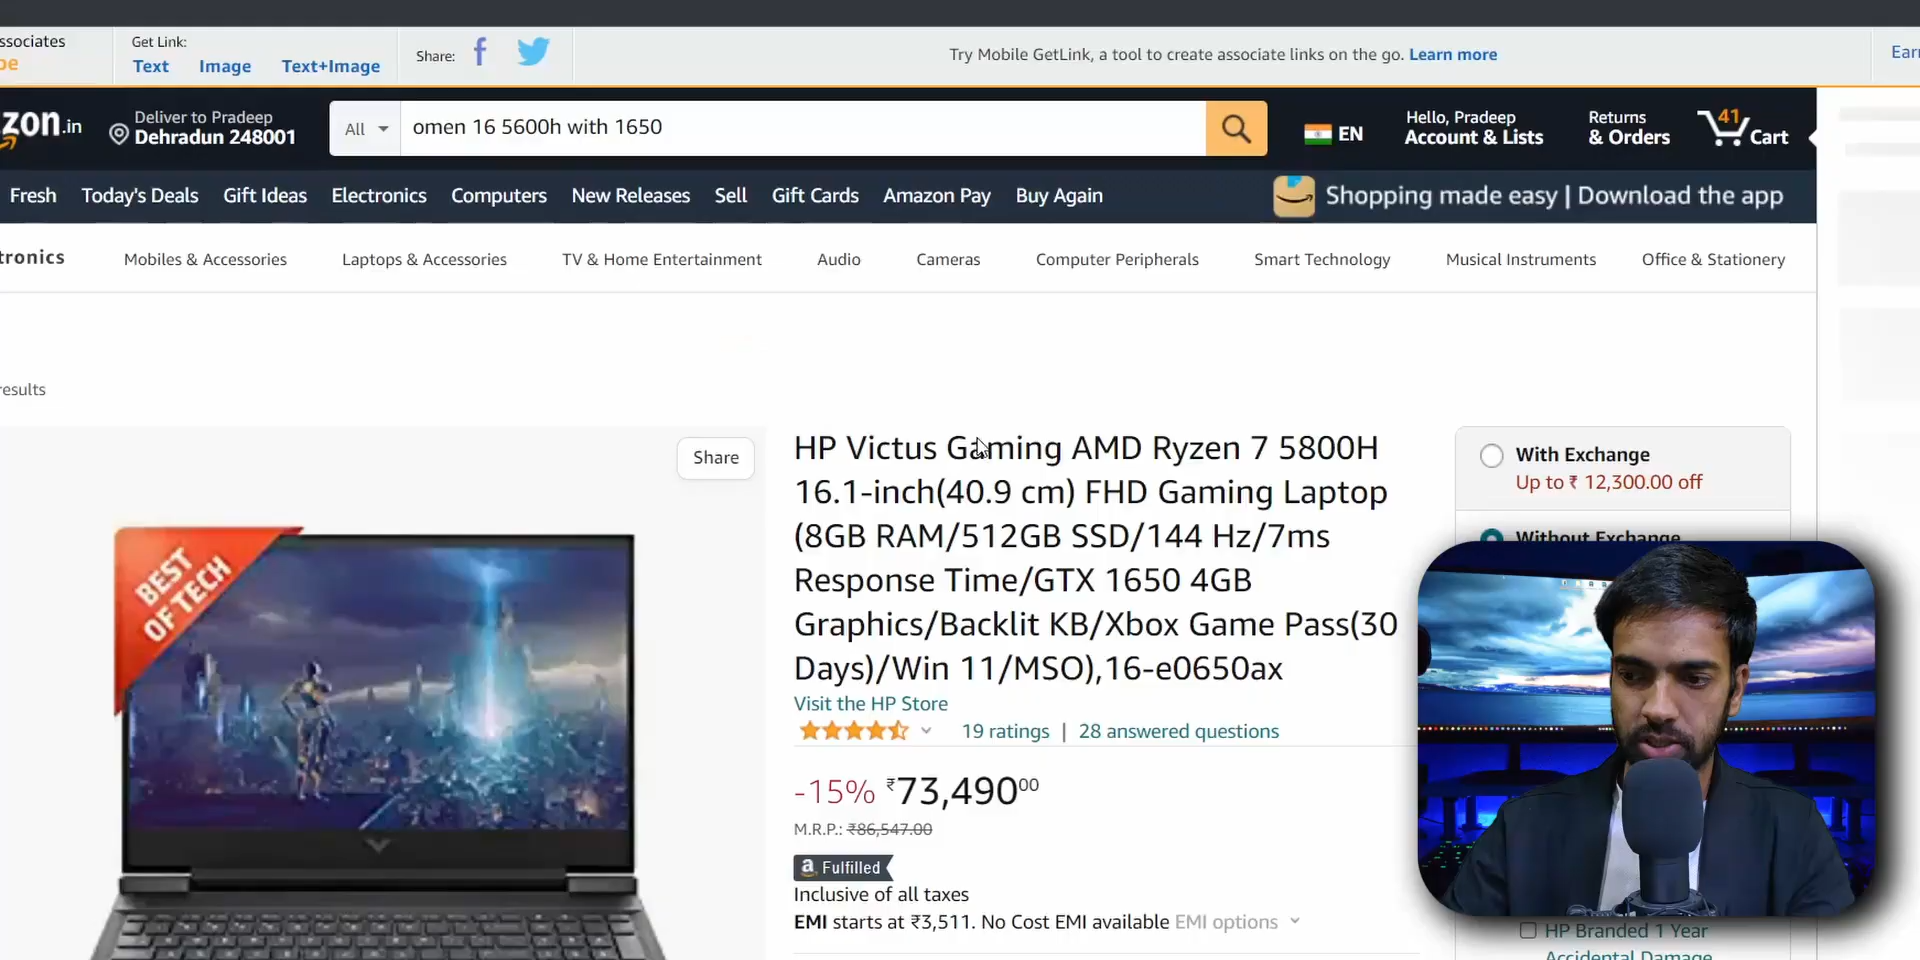 ssociates
Get Link:
Share:
Try Mobile GetLink, a tool to create associate links on the go. Learn more
Text Image Text+Image
zon.in
Deliver to Pradeep
Dehradun 248001
All
omen 16 5600h with 1650
EN
Hello, Pradeep
Account & Lists
Returns
& Orders
41
Cart
Fresh Today's Deals Gift Ideas Electronics Computers New Releases Sell Gift Cards Amazon Pay Buy Again
Shopping made easy | Download the app
tronics Mobiles & Accessories Laptops & Accessories TV & Home Entertainment Audio Cameras Computer Peripherals Smart Technology Musical Instruments Office & Stationery
results
Share
BEST
OF TECH
HP Victus Gaming AMD Ryzen 7 5800H
16.1-inch(40.9 cm) FHD Gaming Laptop
(8GB RAM/512GB SSD/144 Hz/7ms
Response Time/GTX 1650 4GB
Graphics/Backlit KB/Xbox Game Pass(30
Days)/Win 11/MSO),16-e0650ax
Visit the HP Store
19 ratings | 28 answered questions
-15% ₹73,49000
M.R.P.: ₹86,547.00
a Fulfilled
Inclusive of all taxes
EMI starts at ₹3,511. No Cost EMI available EMI options
With Exchange
Up to ₹ 12,300.00 off
Without Exchange
HP Branded 1 Year
Accidental Damage